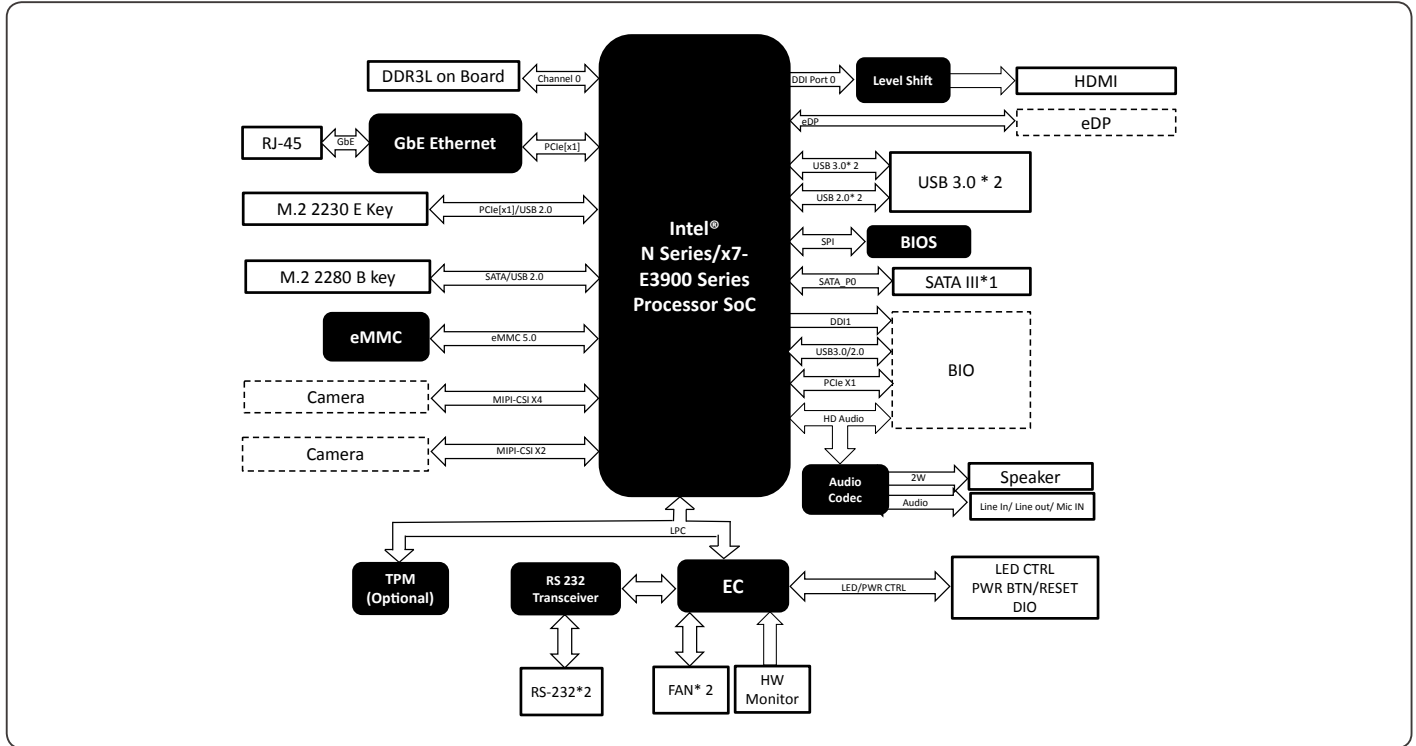 DDR3L on Board
Channel 0
RJ-45
GbE
GbE Ethernet
PCIe[x1]
M.2 2230 E Key
PCIe[x1]/USB 2.0
M.2 2280 B key
SATA/USB 2.0
eMMC
eMMC 5.0
Camera
MIPI-CSI X4
Camera
MIPI-CSI X2
Intel®
N Series/x7-
E3900 Series
Processor SoC
DDI Port 0
Level Shift
HDMI
eDP
eDP
USB 3.0* 2
USB 2.0* 2
USB 3.0 * 2
SPI
BIOS
SATA_P0
SATA III*1
DDI1
USB3.0/2.0
PCIe X1
HD Audio
BIO
Audio
Codec
2W
Speaker
Audio
Line In/ Line out/ Mic IN
LPC
TPM
(Optional)
RS 232
Transceiver
EC
LED/PWR CTRL
LED CTRL
PWR BTN/RESET
DIO
RS-232*2
FAN* 2
HW
Monitor